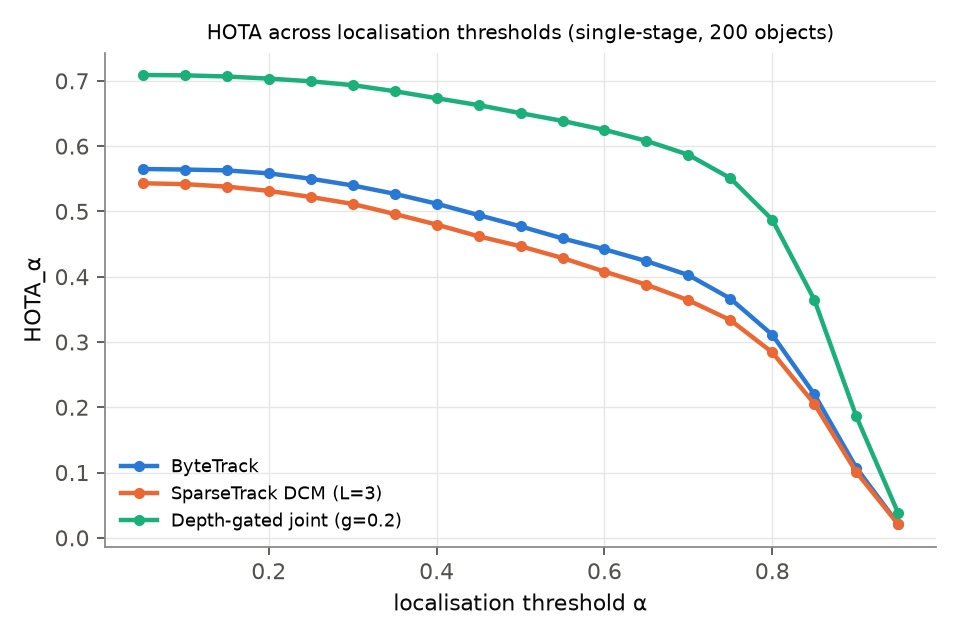 HOTA across localisation thresholds (single-stage, 200 objects)
HOTA_α
0.7
0.6
0.5
0.4
0.3
0.2
0.1
0.0
ByteTrack
SparseTrack DCM (L=3)
Depth-gated joint (g=0.2)
0.2
0.4
0.6
0.8
localisation threshold α